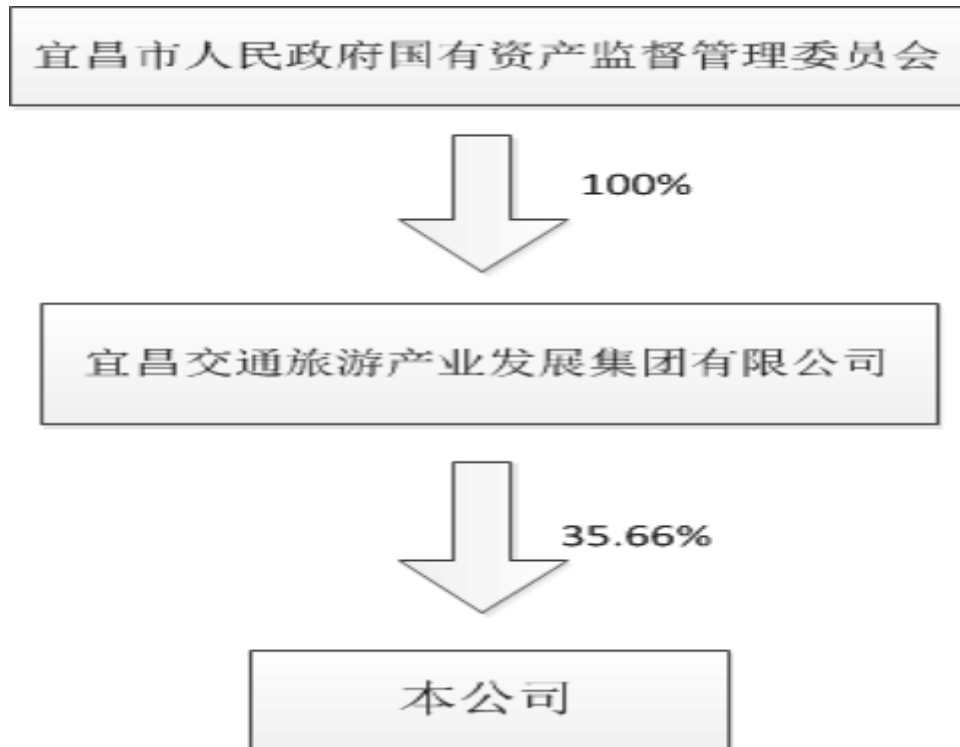 宜昌市人民政府国有资产监督管理委员会
100%
宜昌交通旅游产业发展集团有限公司
35.66%
本公司